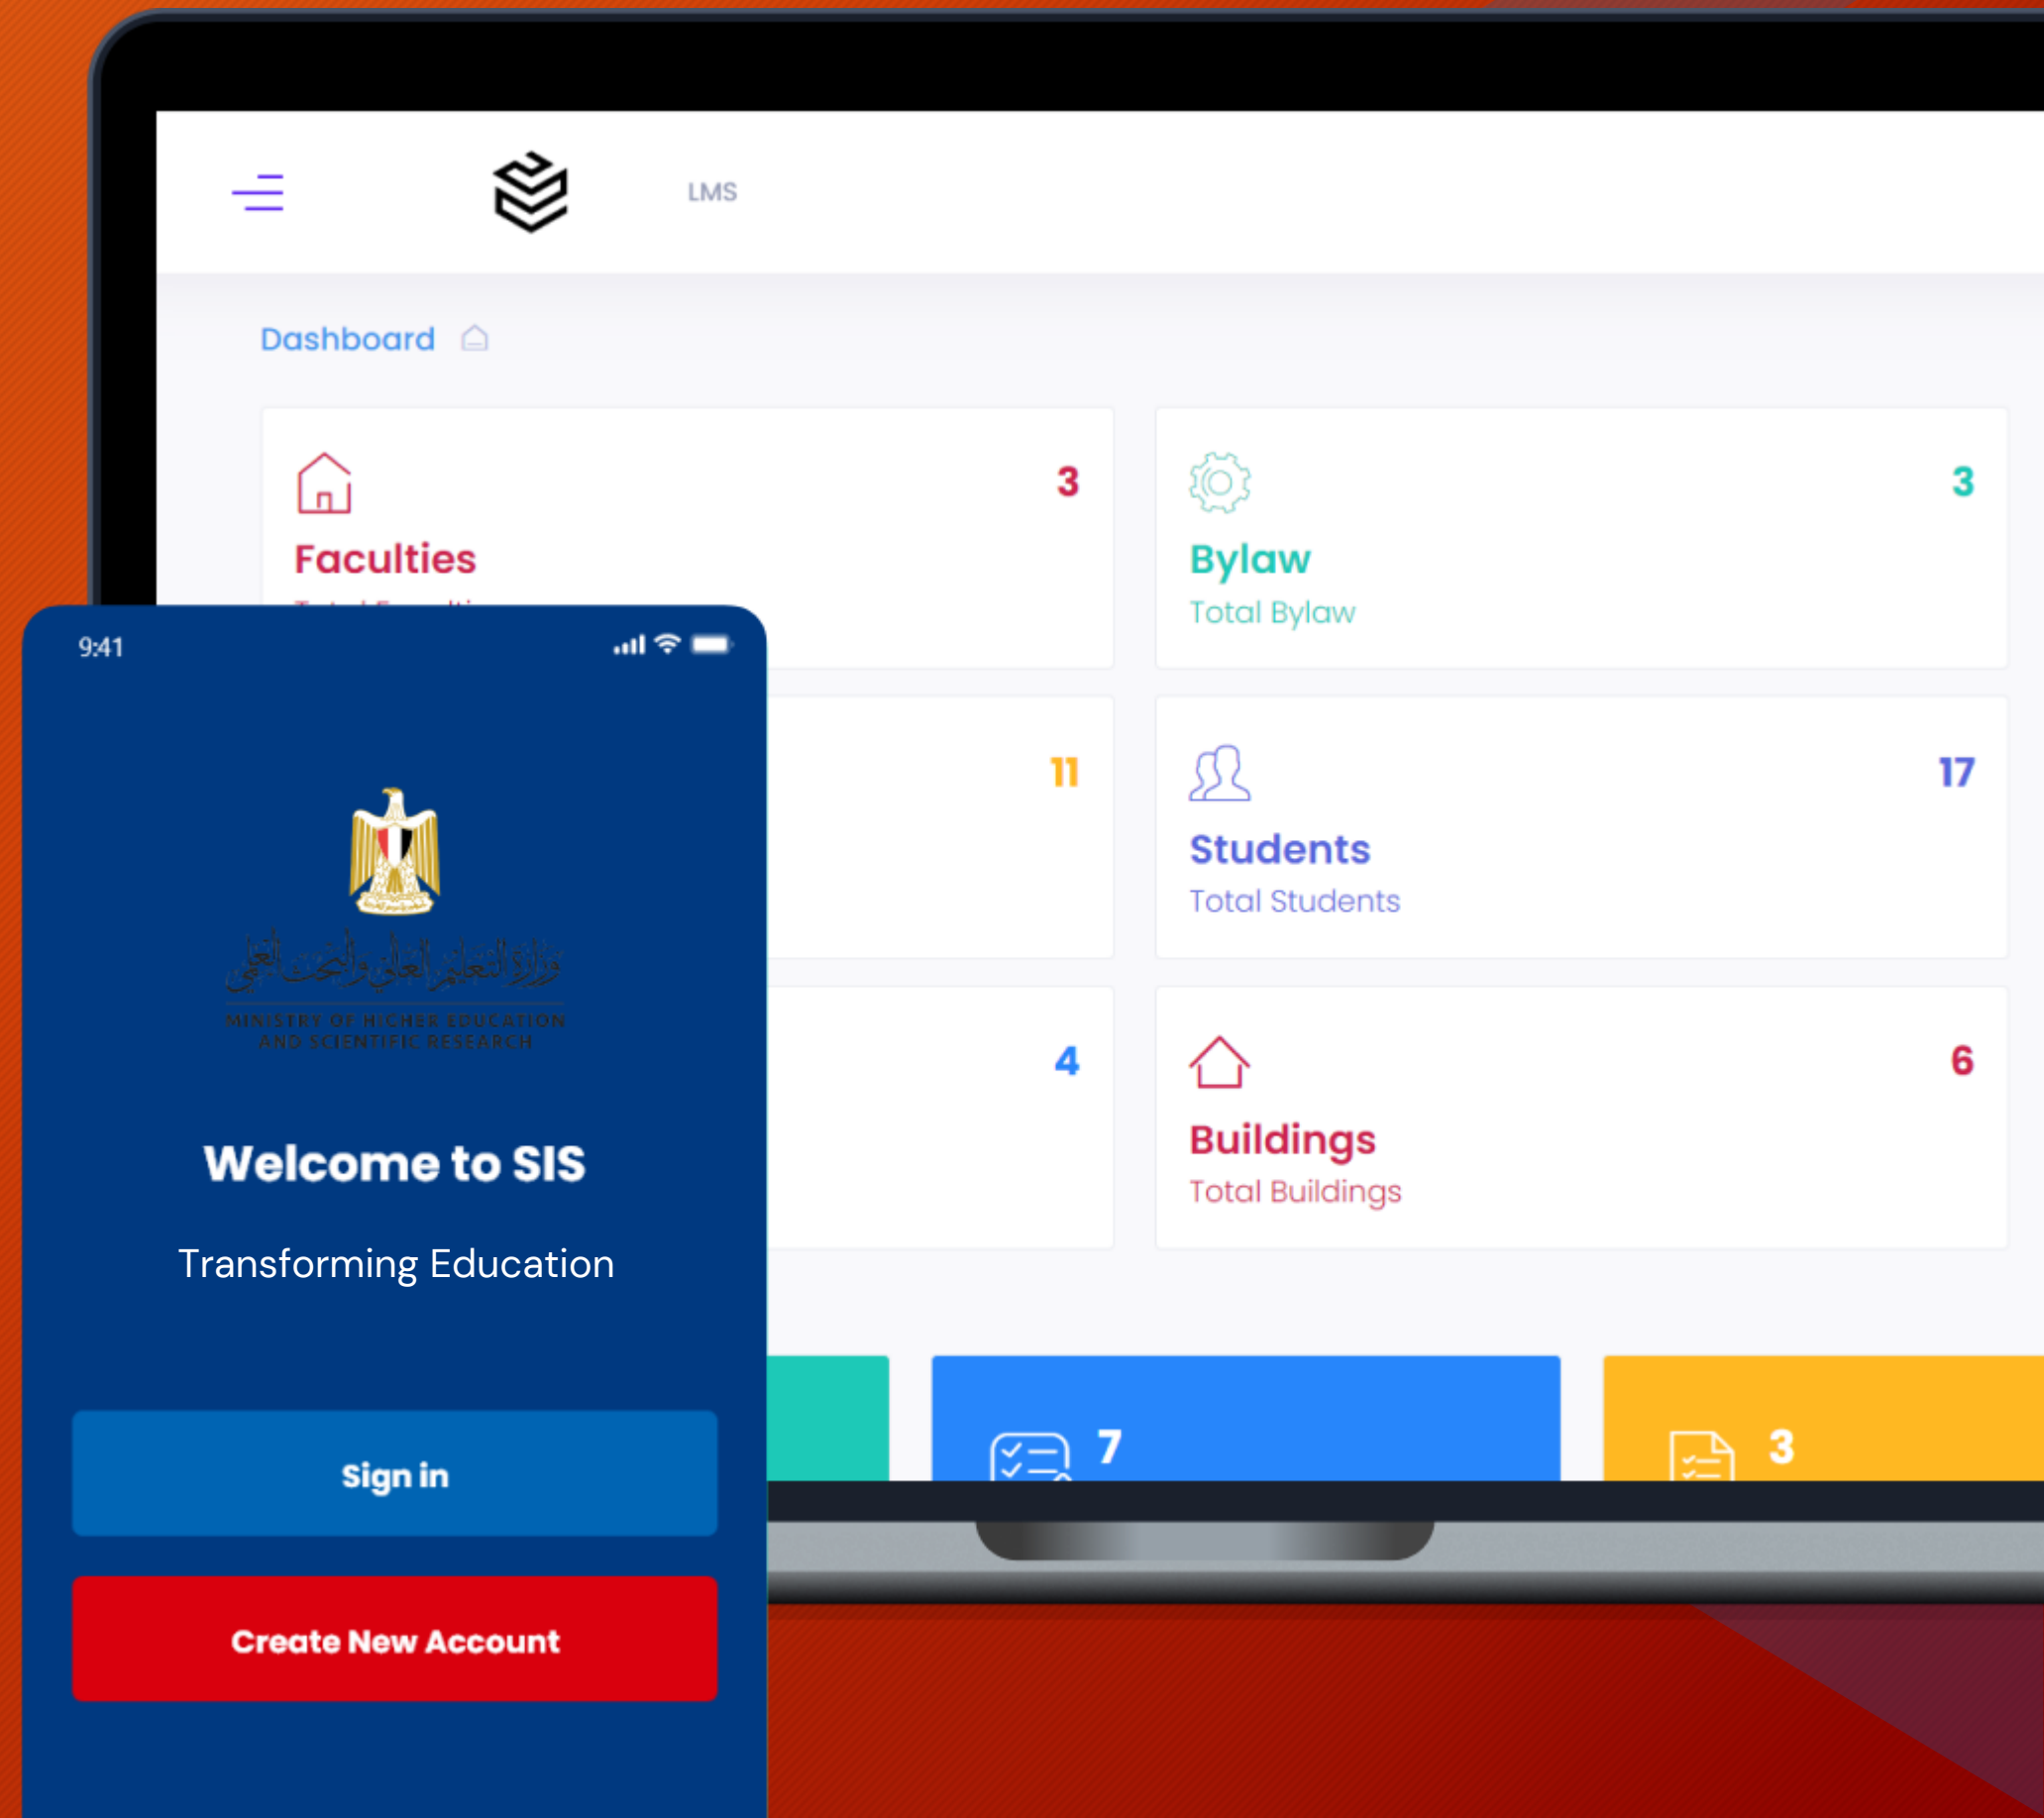 LMS
Dashboard
3
Faculties
3
Bylaw
Total Bylaw
11
17
Students
Total Students
4
6
Buildings
Total Buildings
7
3
9:41
وزارة التعليم العالي والبحث العلمي
MINISTRY OF HIGHER EDUCATION
AND SCIENTIFIC RESEARCH
Welcome to SIS
Transforming Education
Sign in
Create New Account